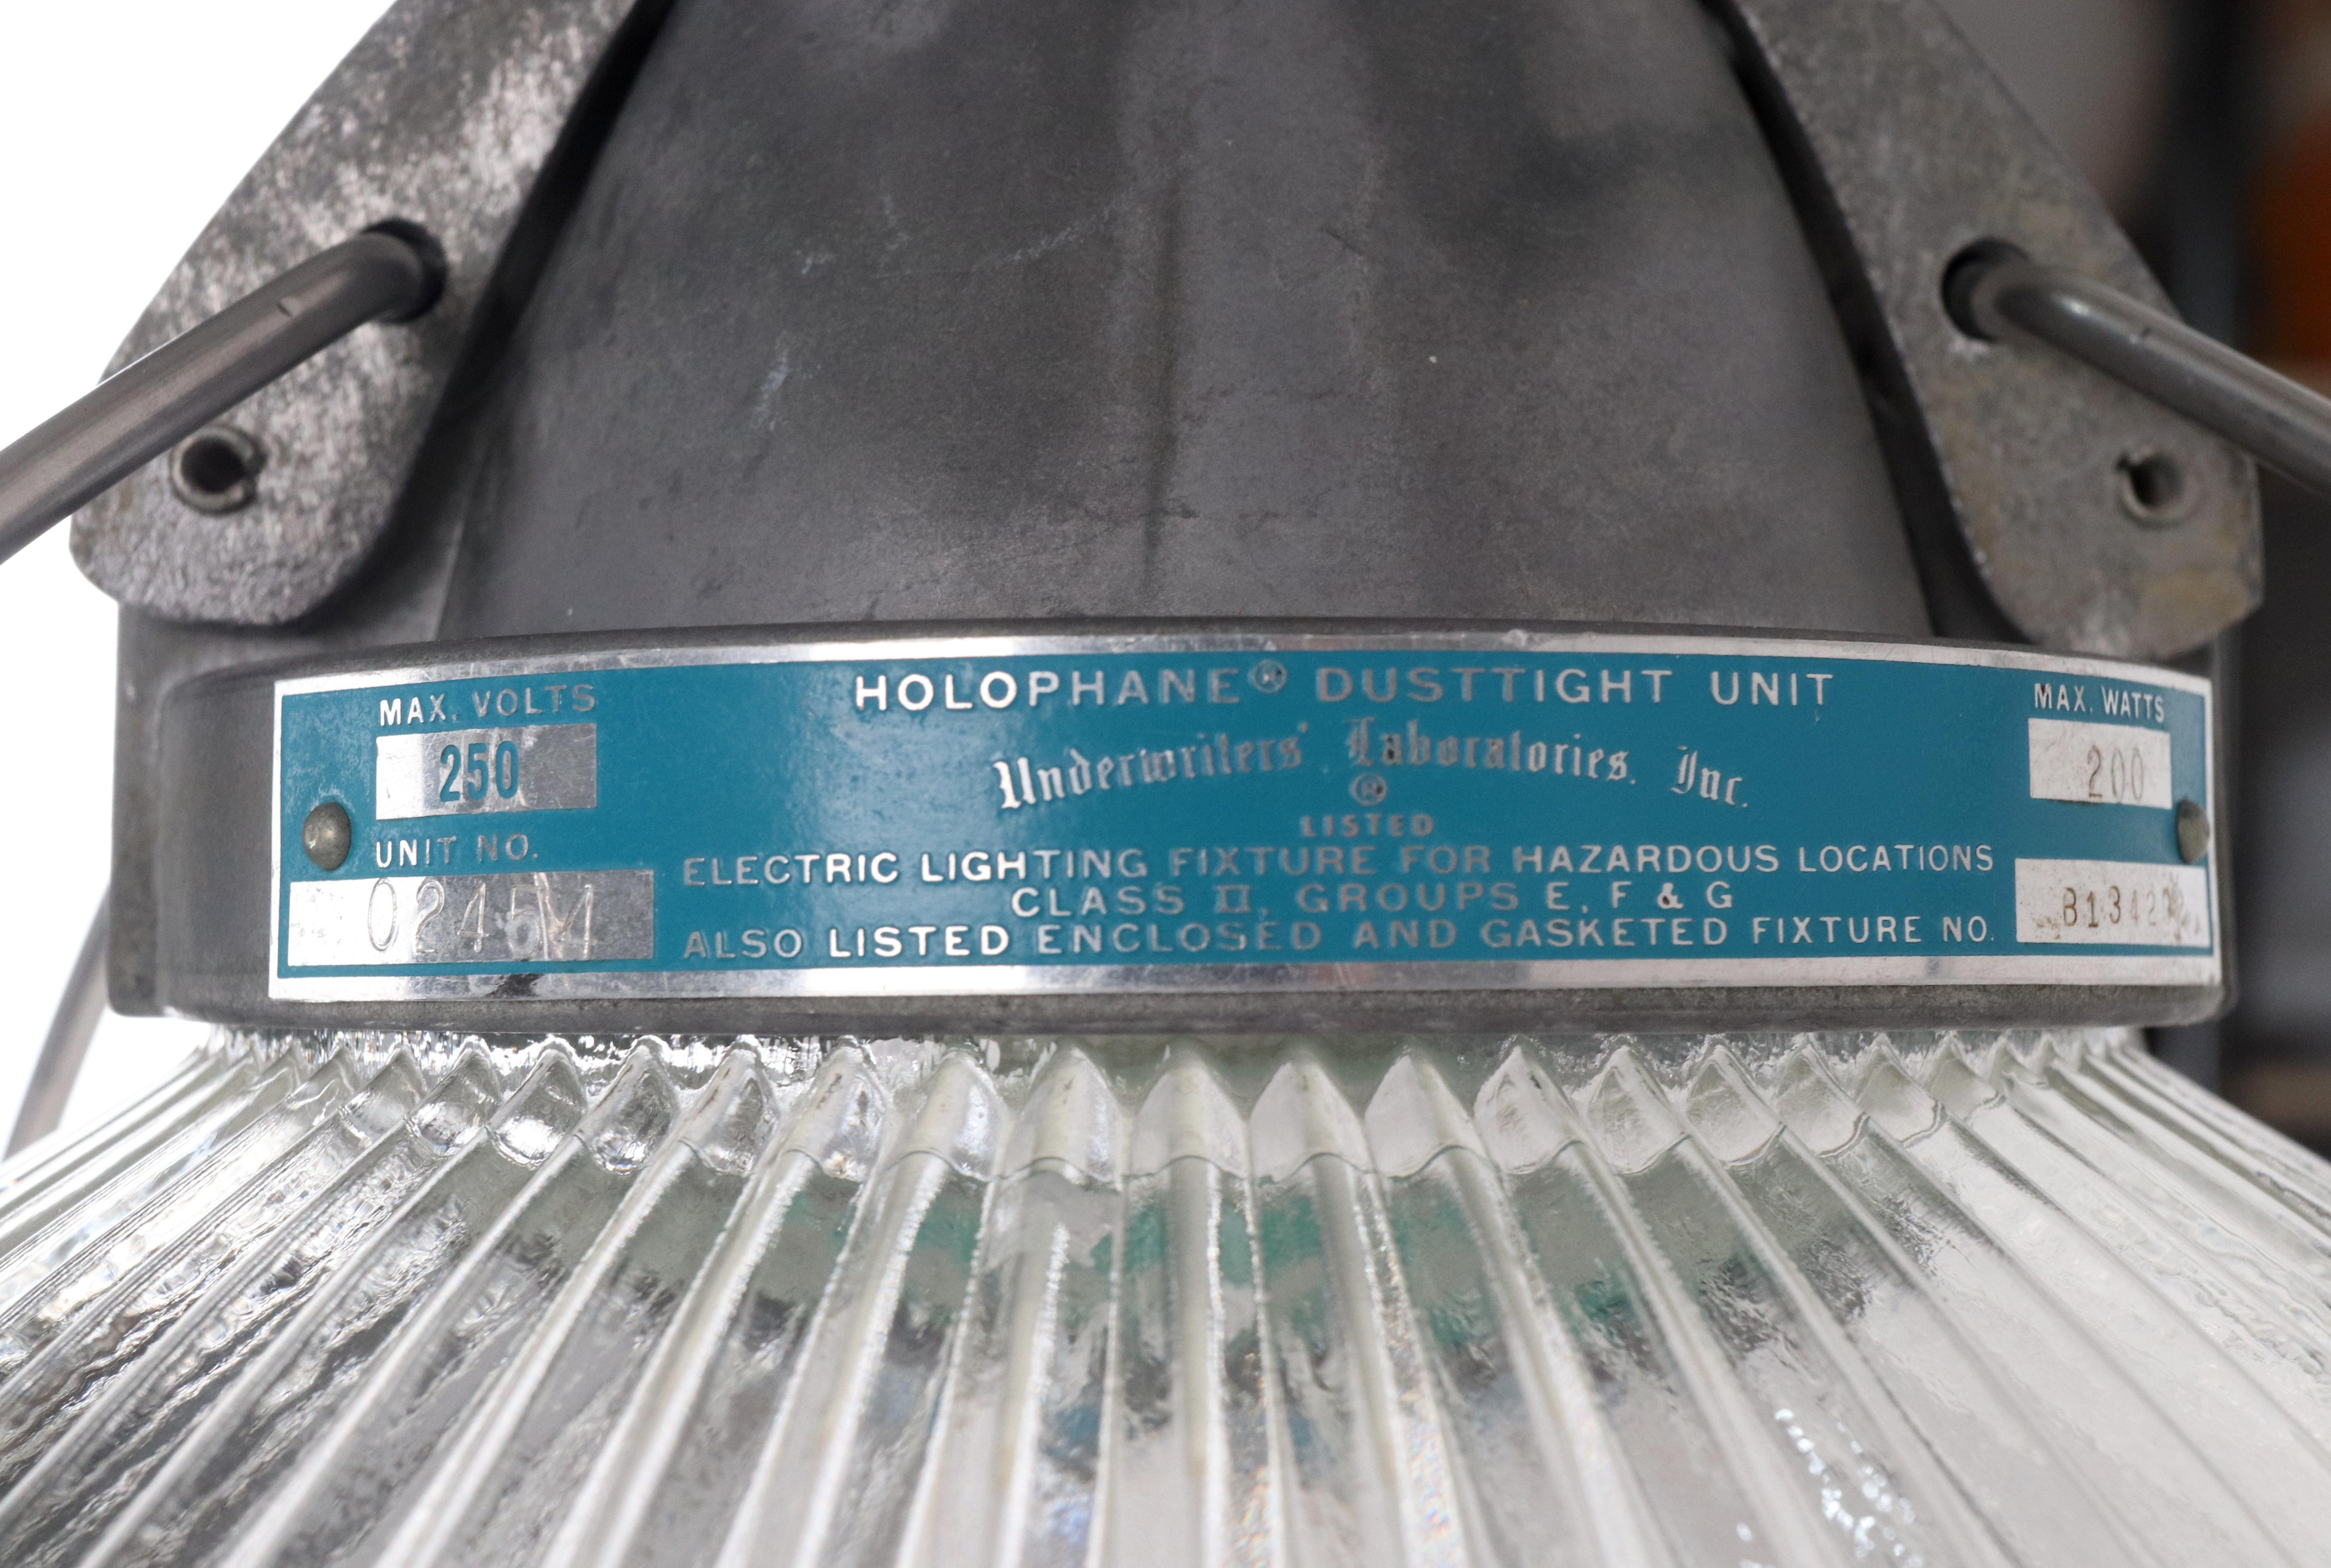 MAX. VOLTS
250
UNIT NO.
HOLOPHANE® DUSTTIGHT UNIT
Underwriters' Laboratories, Inc.
®
LISTED
ELECTRIC LIGHTING FIXTURE FOR HAZARDOUS LOCATIONS
CLASS II, GROUPS E, F & G
ALSO LISTED ENCLOSED AND GASKETED FIXTURE NO.
MAX. WATTS
200